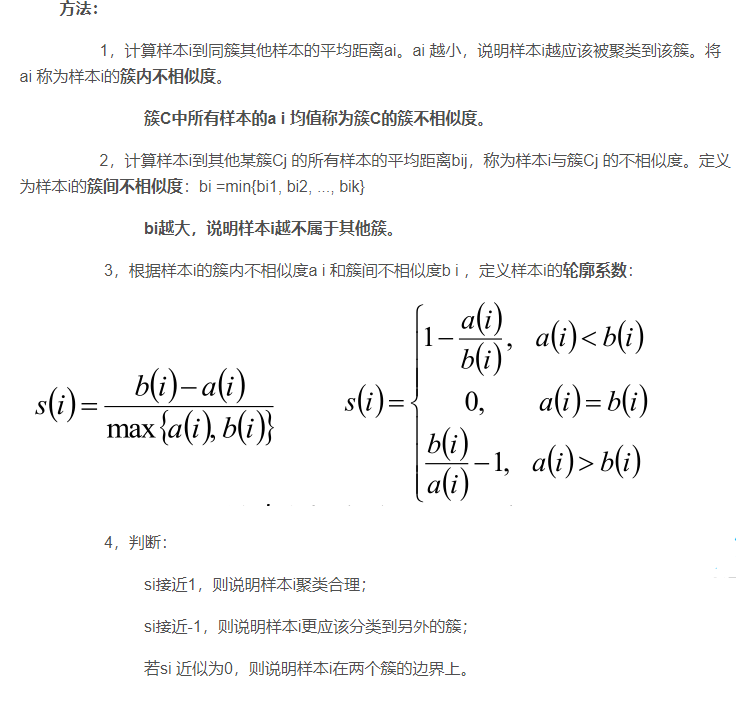 方法：
1，计算样本i到同簇其他样本的平均距离ai。ai 越小，说明样本i越应该被聚类到该簇。将
ai 称为样本i的簇内不相似度。
簇C中所有样本的a i 均值称为簇C的簇不相似度。
2，计算样本i到其他某簇Cj 的所有样本的平均距离bij，称为样本i与簇Cj 的不相似度。定义
为样本i的簇间不相似度：bi =min{bi1, bi2, ..., bik}
bi越大，说明样本i越不属于其他簇。
3，根据样本i的簇内不相似度a i 和簇间不相似度b i ，定义样本i的轮廓系数：
s(i) = (b(i) − a(i)) / max{a(i), b(i)}
s(i) = {
1 − a(i)/b(i), a(i) < b(i)
0, a(i) = b(i)
b(i)/a(i) − 1, a(i) > b(i)
4，判断：
si接近1，则说明样本i聚类合理；
si接近-1，则说明样本i更应该分类到另外的簇；
若si 近似为0，则说明样本i在两个簇的边界上。